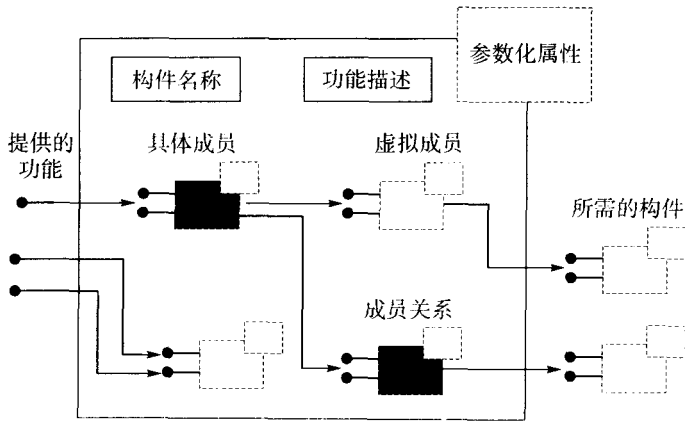 参数化属性
构件名称
功能描述
提供的
功能
具体成员
虚拟成员
所需的构件
成员关系